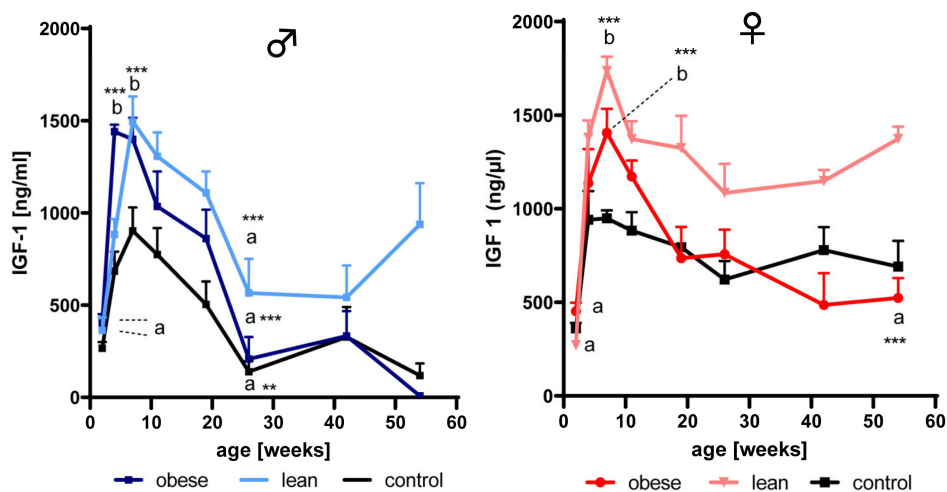 ♂
2000
1500
1000
500
0
IGF-1 [ng/ml]
***
b
***
b
a
***
a
a ***
a **
0 10 20 30 40 50 60
age [weeks]
obese lean control
♀
2000
1500
1000
500
0
IGF 1 (ng/µl)
***
b
***
b
a
a
a
***
0 10 20 30 40 50 60
age [weeks]
obese lean control